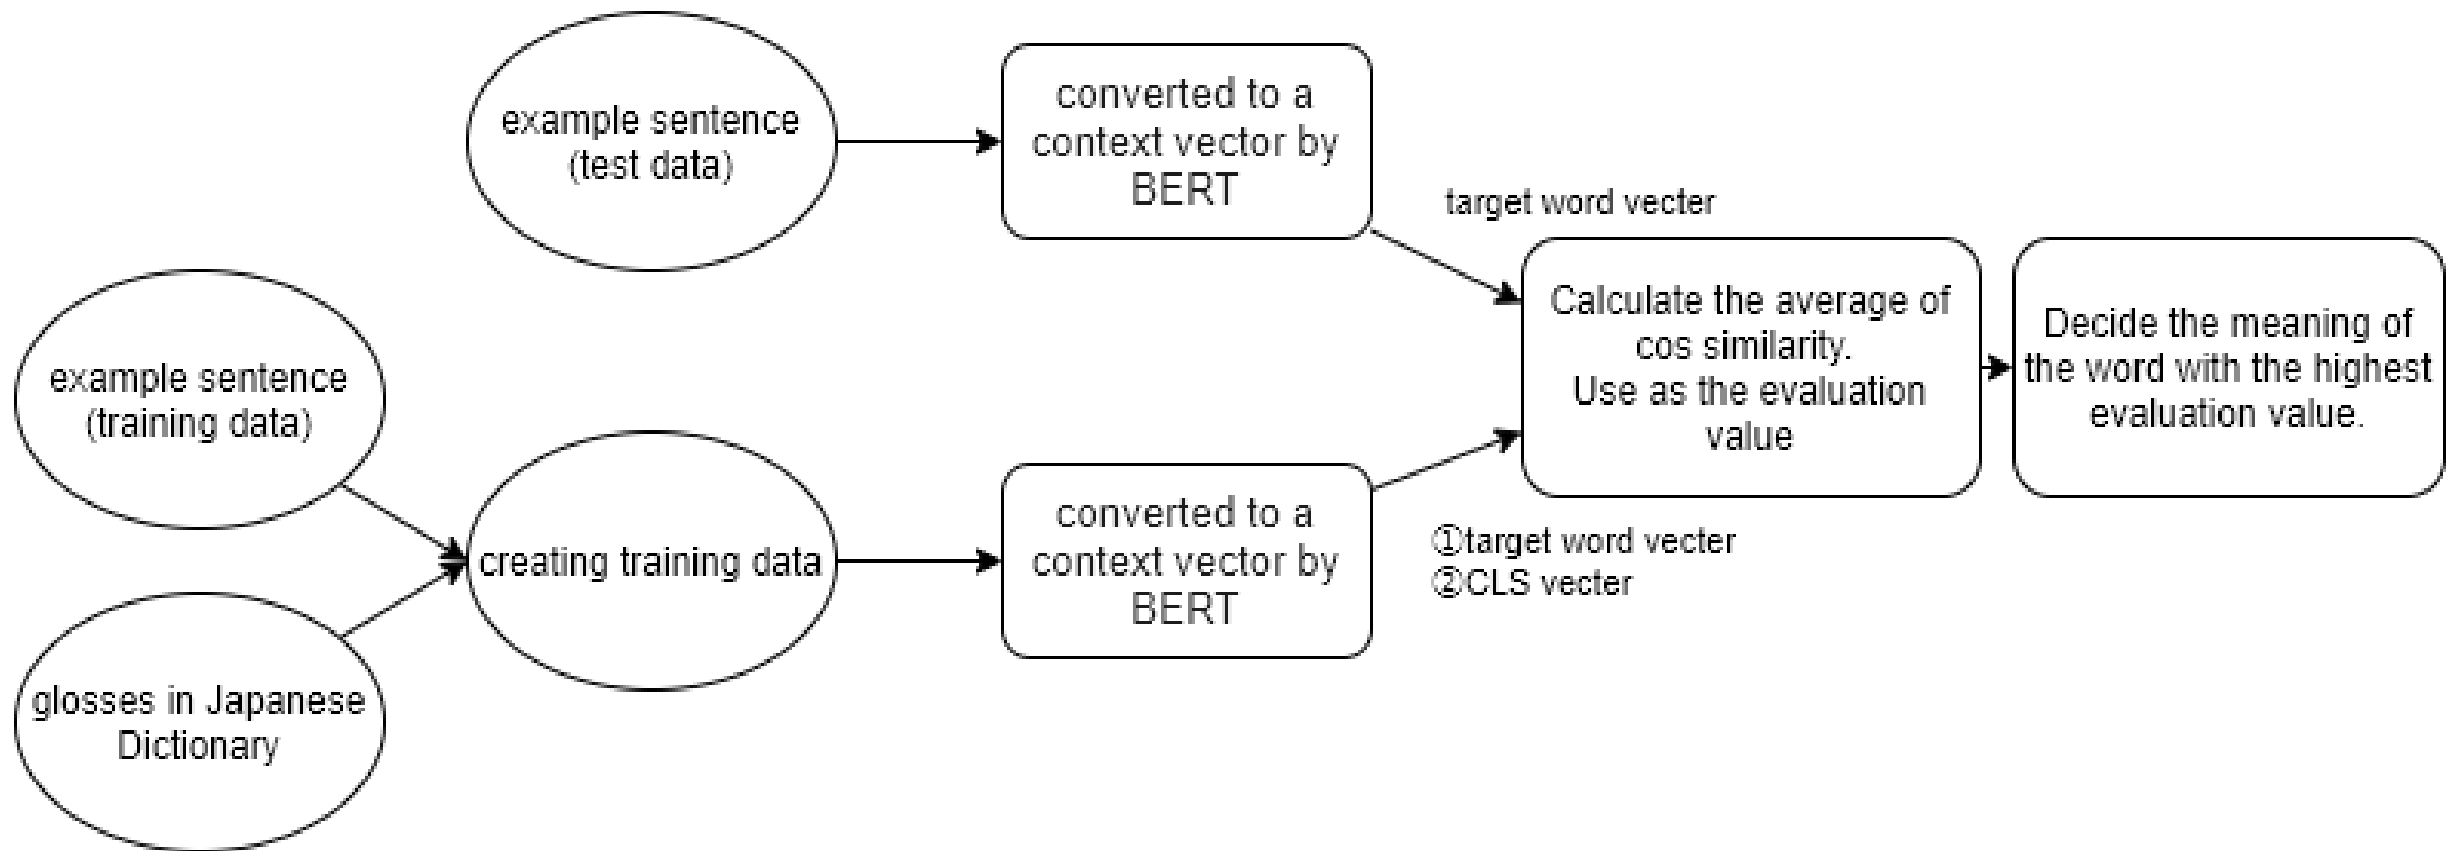 example sentence
(test data)
converted to a
context vector by
BERT
target word vecter
example sentence
(training data)
glosses in Japanese
Dictionary
creating training data
converted to a
context vector by
BERT
①target word vecter
②CLS vecter
Calculate the average of
cos similarity.
Use as the evaluation
value
Decide the meaning of
the word with the highest
evaluation value.